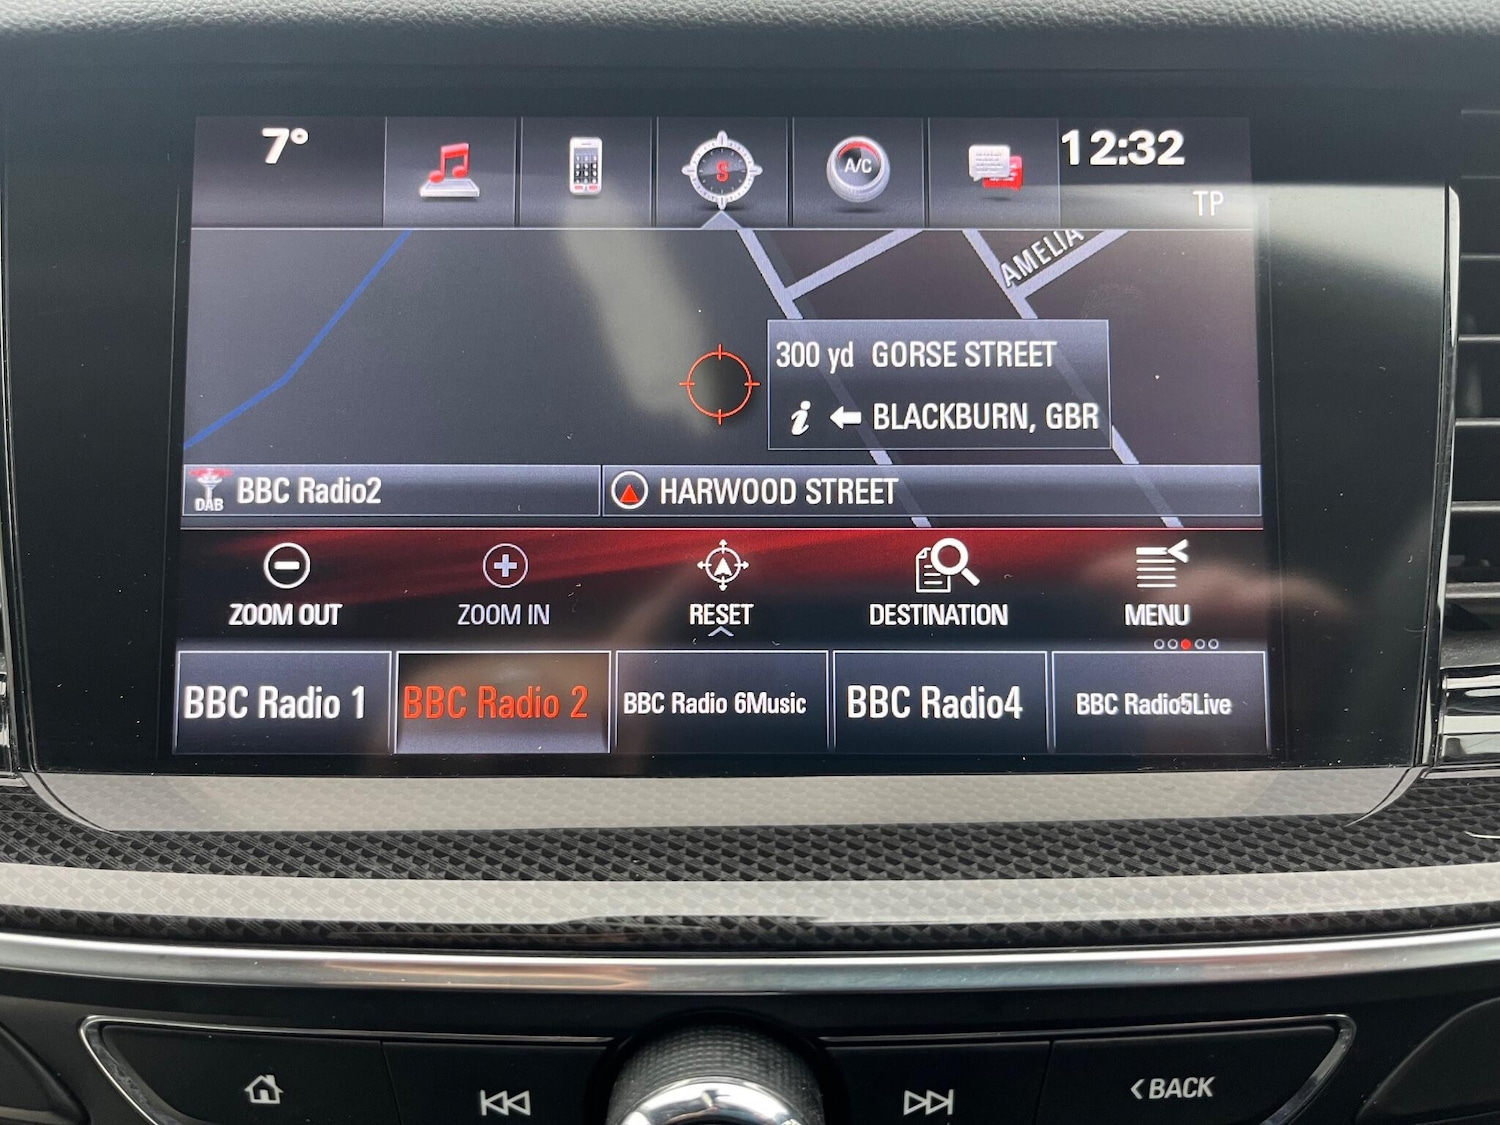 7°
A/C
S
12:32
TP
AMELIA
300 yd GORSE STREET
i BLACKBURN, GBR
DAB BBC Radio2
HARWOOD STREET
ZOOM OUT
ZOOM IN
RESET
DESTINATION
MENU
BBC Radio 1
BBC Radio 2
BBC Radio 6Music
BBC Radio4
BBC Radio5Live
BACK